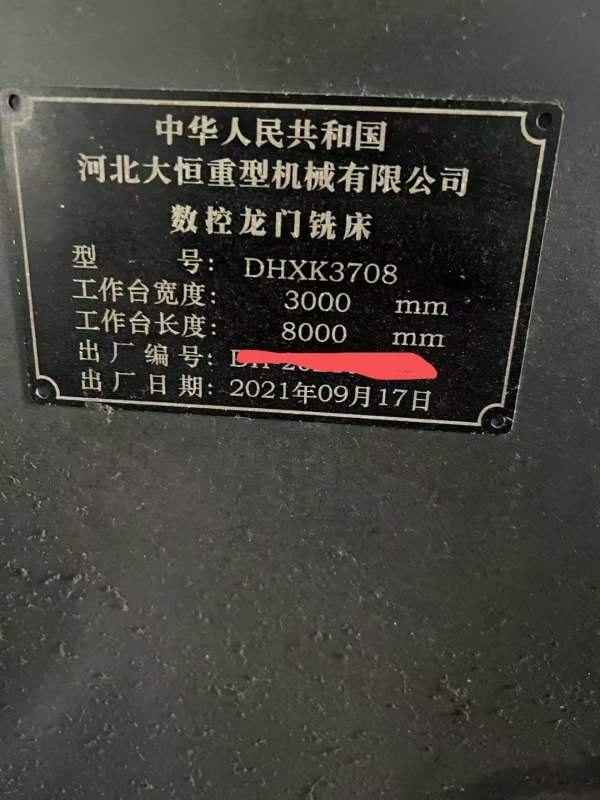 中华人民共和国
河北大恒重型机械有限公司
数控龙门铣床
型 号: DHXK3708
工作台宽度: 3000 mm
工作台长度: 8000 mm
出厂编号:
出厂日期: 2021年09月17日